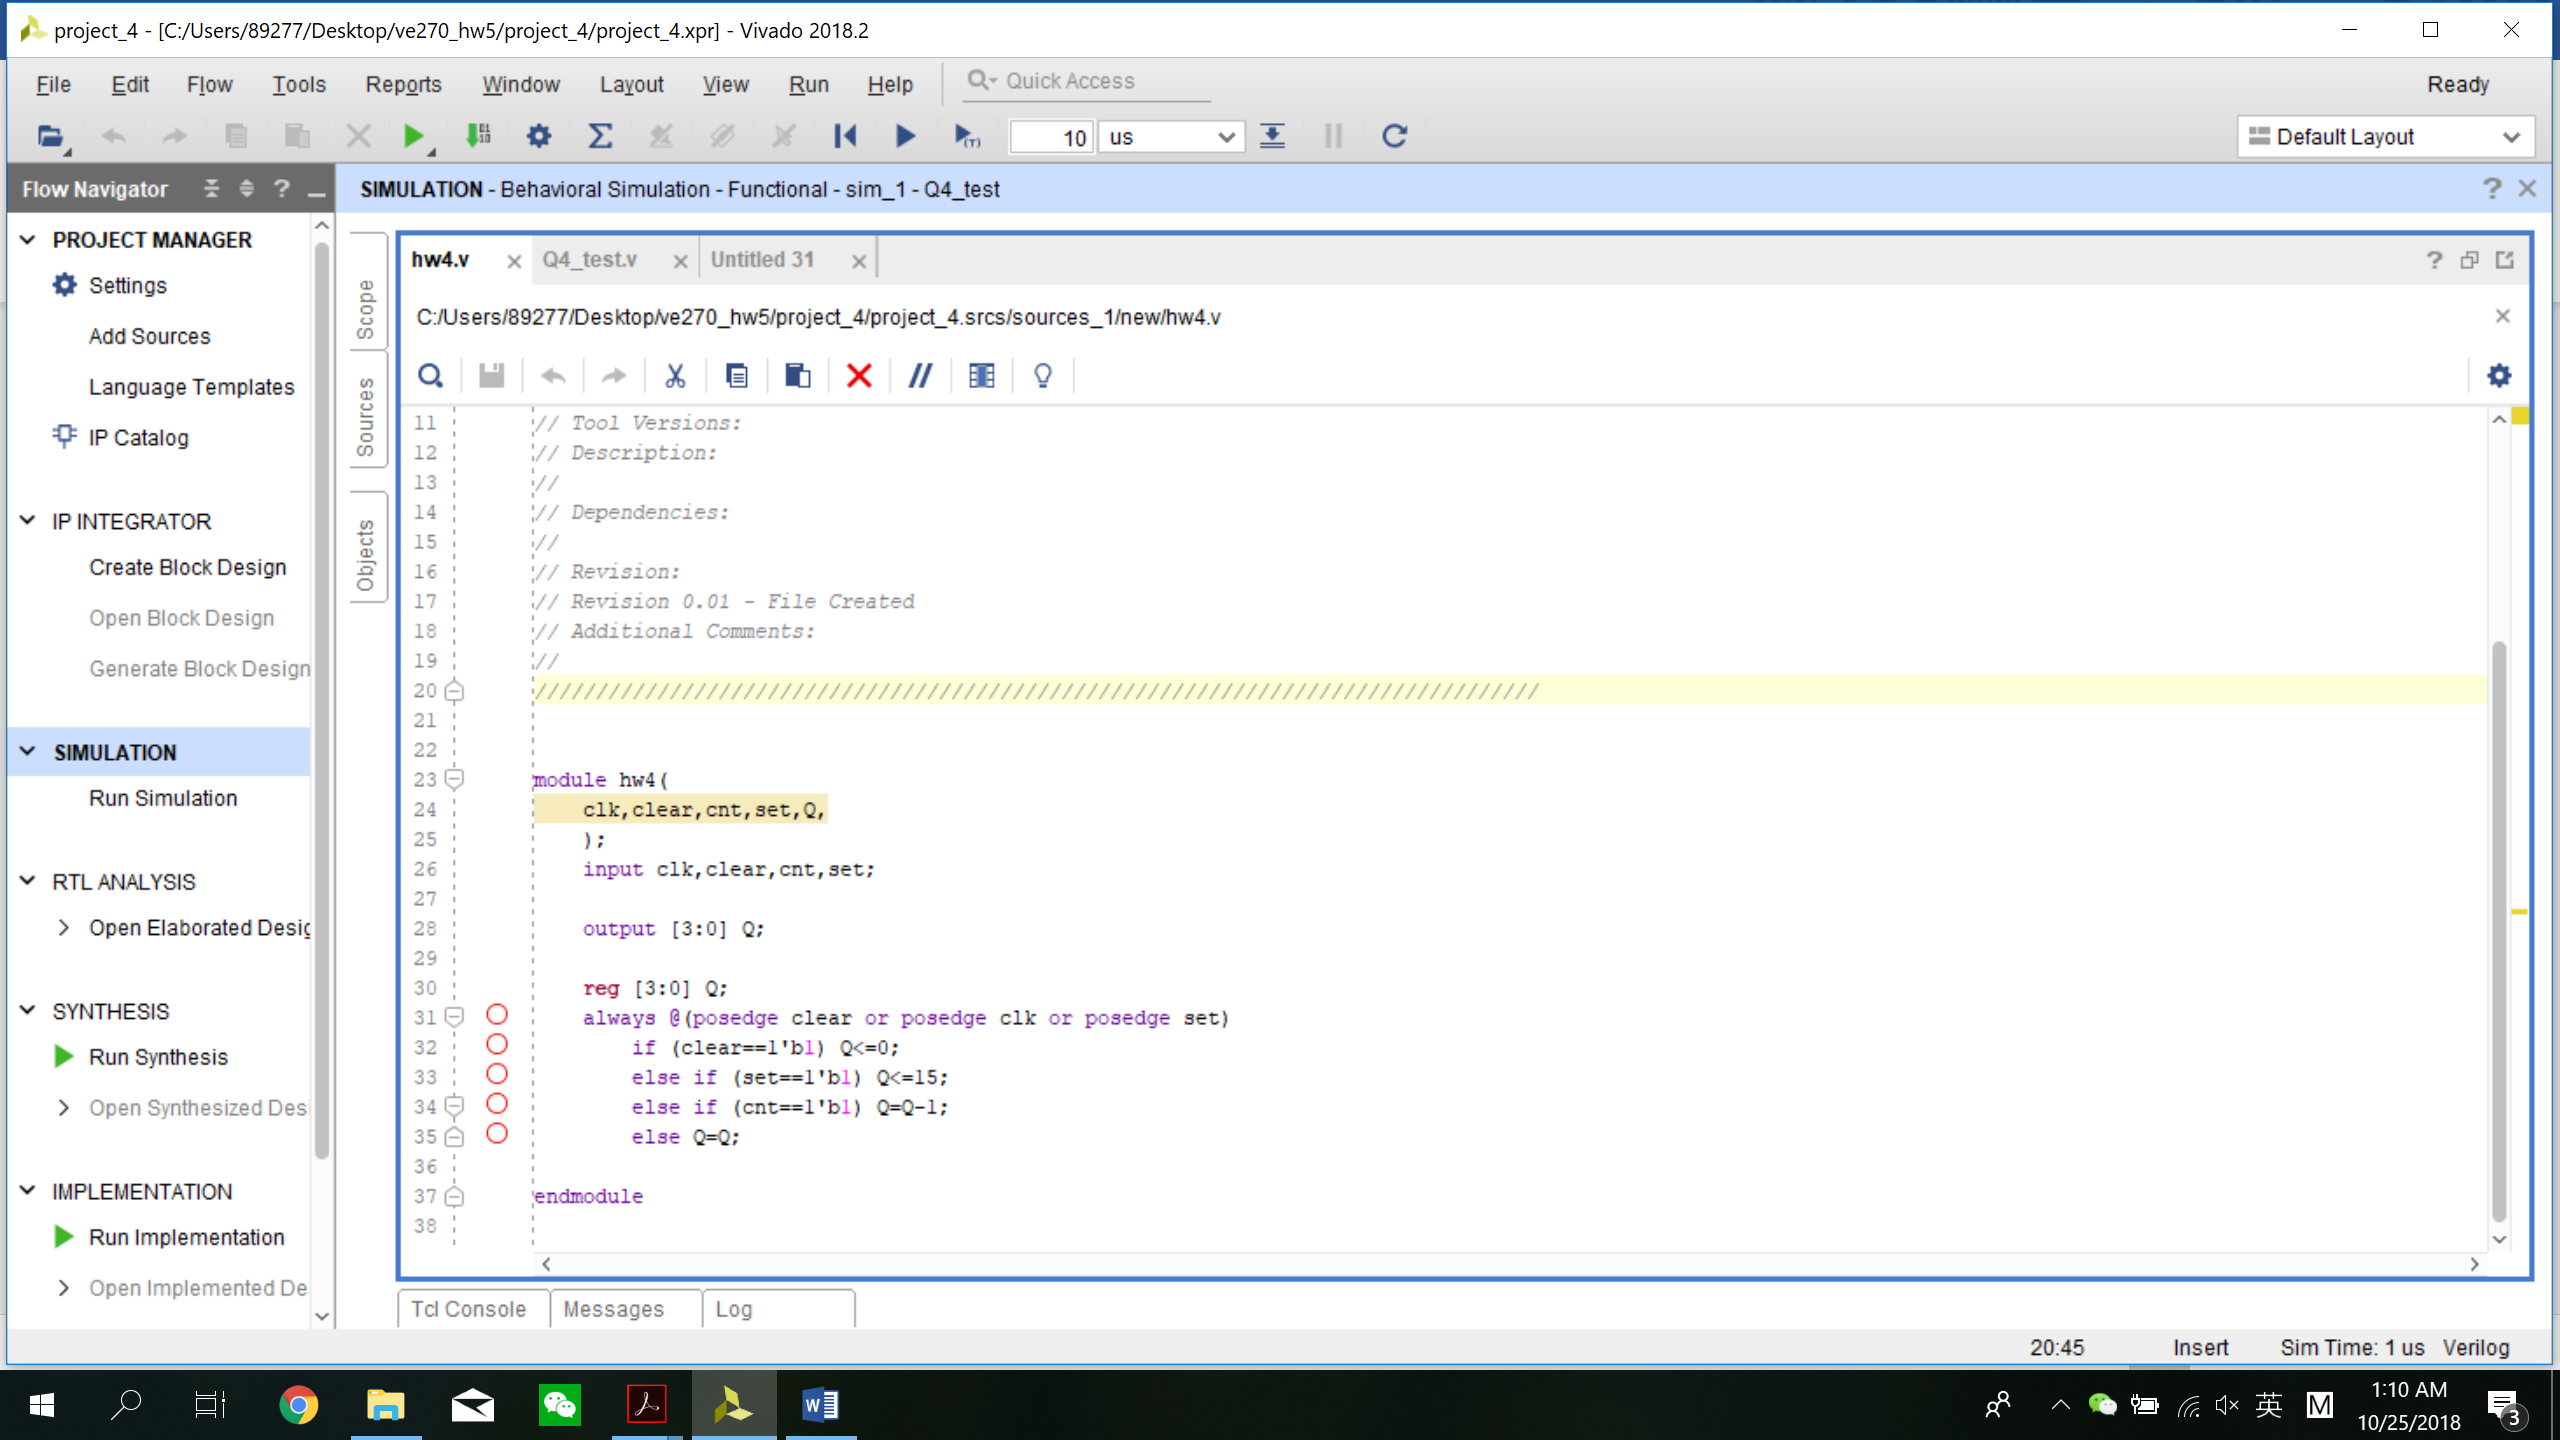 project_4 - [C:/Users/89277/Desktop/ve270_hw5/project_4/project_4.xpr] - Vivado 2018.2
File Edit Flow Tools Reports Window Layout View Run Help Quick Access Ready
10 us Default Layout
Flow Navigator ? SIMULATION - Behavioral Simulation - Functional - sim_1 - Q4_test ?
PROJECT MANAGER
Settings
Add Sources
Language Templates
IP Catalog
IP INTEGRATOR
Create Block Design
Open Block Design
Generate Block Design
SIMULATION
Run Simulation
RTL ANALYSIS
Open Elaborated Desig
SYNTHESIS
Run Synthesis
Open Synthesized Des
IMPLEMENTATION
Run Implementation
Open Implemented De
Scope
Sources
Objects
hw4.v Q4_test.v Untitled 31 ?
C:/Users/89277/Desktop/ve270_hw5/project_4/project_4.srcs/sources_1/new/hw4.v
11 // Tool Versions:
12 // Description:
13 //
14 // Dependencies:
15 //
16 // Revision:
17 // Revision 0.01 - File Created
18 // Additional Comments:
19 //
20 //////////////////////////////////////////////////////////////////////////////////
21
22
23 module hw4(
24 clk,clear,cnt,set,Q,
25 );
26 input clk,clear,cnt,set;
27
28 output [3:0] Q;
29
30 reg [3:0] Q;
31 always @(posedge clear or posedge clk or posedge set)
32 if (clear==1'b1) Q<=0;
33 else if (set==1'b1) Q<=15;
34 else if (cnt==1'b1) Q=Q-1;
35 else Q=Q;
36
37 endmodule
38
Tcl Console Messages Log
20:45 Insert Sim Time: 1 us Verilog
英 M 1:10 AM
10/25/2018 3